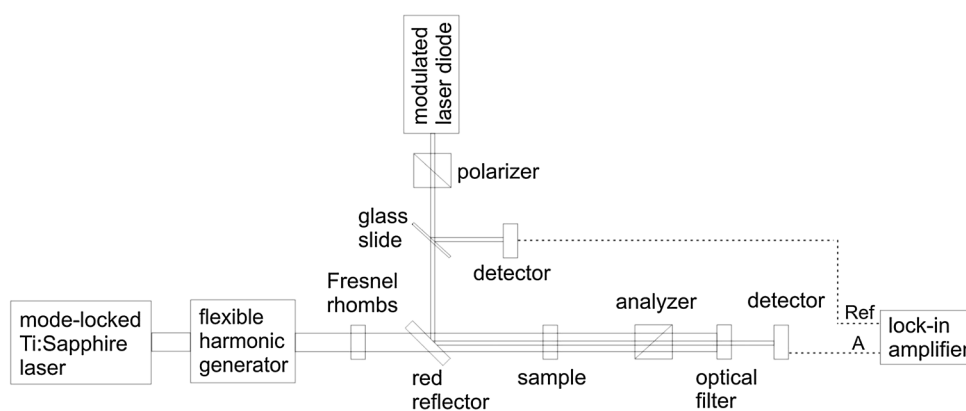 modulated
laser diode
polarizer
glass
slide
detector
Fresnel
rhombs
analyzer
detector
Ref
mode-locked
Ti:Sapphire
laser
flexible
harmonic
generator
A
lock-in
amplifier
red
reflector
sample
optical
filter